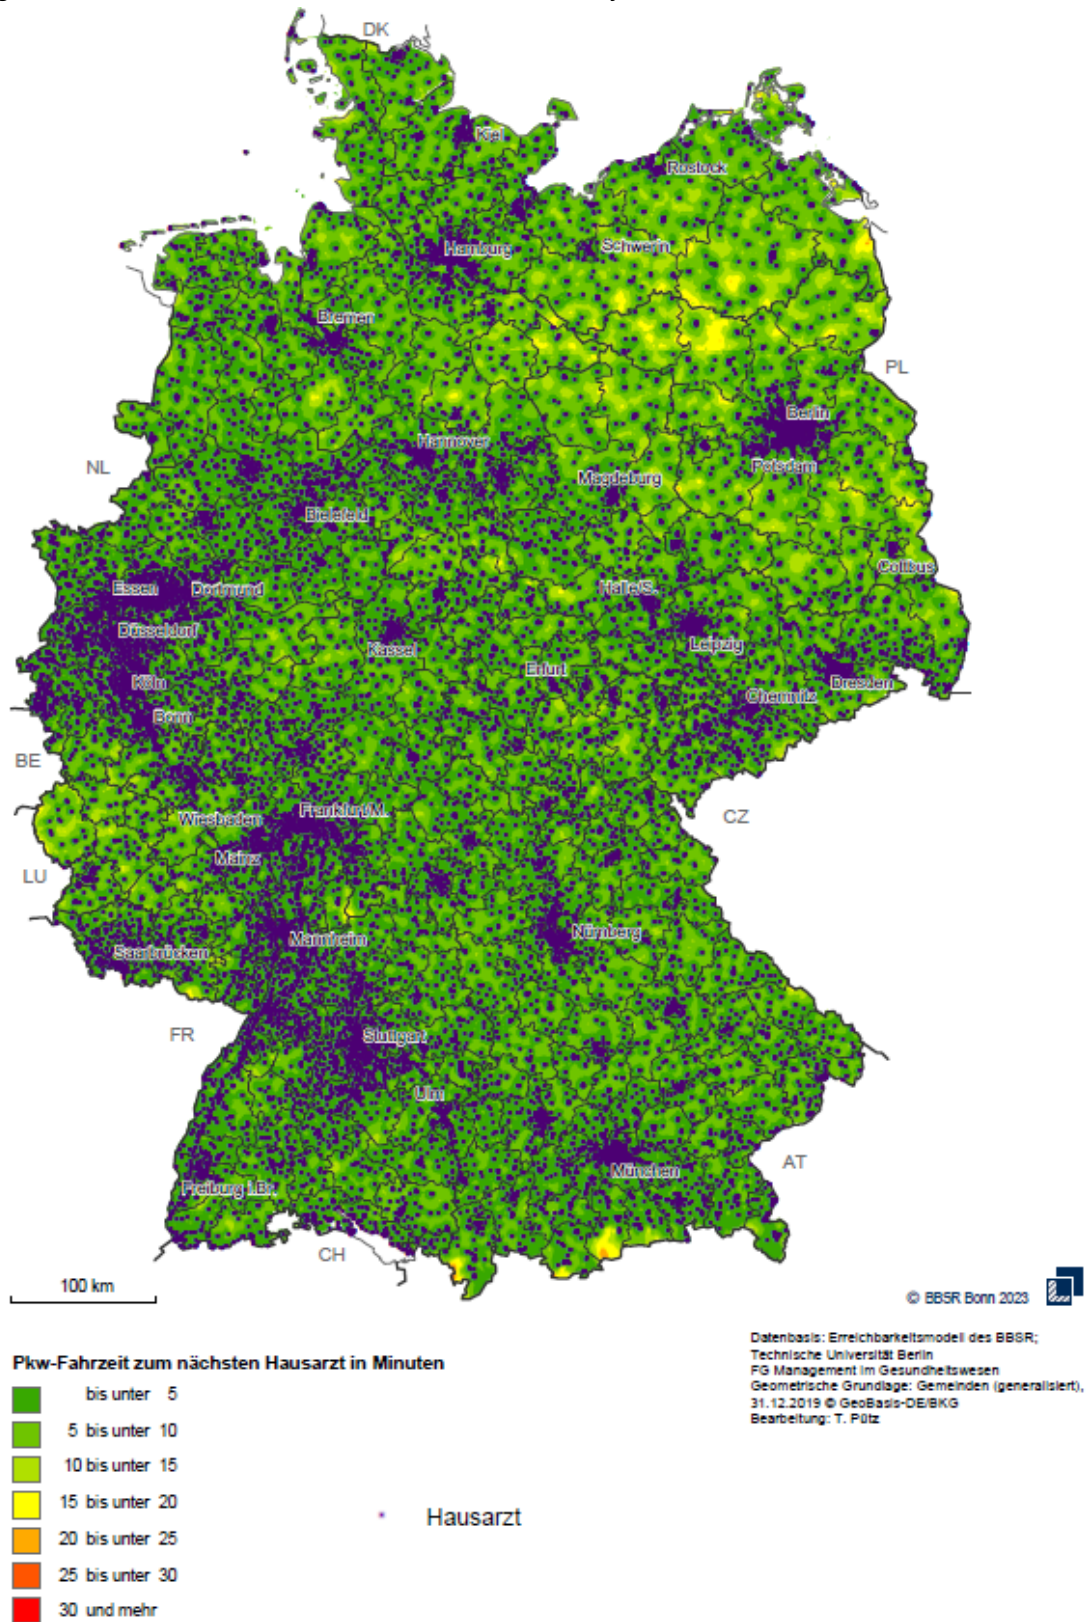 DK
Kiel
Rostock
Hamburg
Schwerin
Bremen
PL
Berlin
Hannover
NL
Potsdam
Magdeburg
Bielefeld
Cottbus
Essen
Dortmund
Halle/S.
Düsseldorf
Leipzig
Kassel
Erfurt
Köln
Dresden
Chemnitz
Bonn
BE
Frankfurt/M.
Wiesbaden
CZ
Mainz
LU
Nürnberg
Mannheim
Saarbrücken
FR
Stuttgart
Ulm
AT
München
Freiburg i.Br.
CH
100 km
© BBSR Bonn 2023
Datenbasis: Erreichbarkeitsmodell des BBSR;
Technische Universität Berlin
FG Management im Gesundheitswesen
Geometrische Grundlage: Gemeinden (generalisiert),
31.12.2019 © GeoBasis-DE/BKG
Bearbeitung: T. Pütz
Pkw-Fahrzeit zum nächsten Hausarzt in Minuten
bis unter 5
5 bis unter 10
10 bis unter 15
15 bis unter 20
20 bis unter 25
25 bis unter 30
30 und mehr
Hausarzt